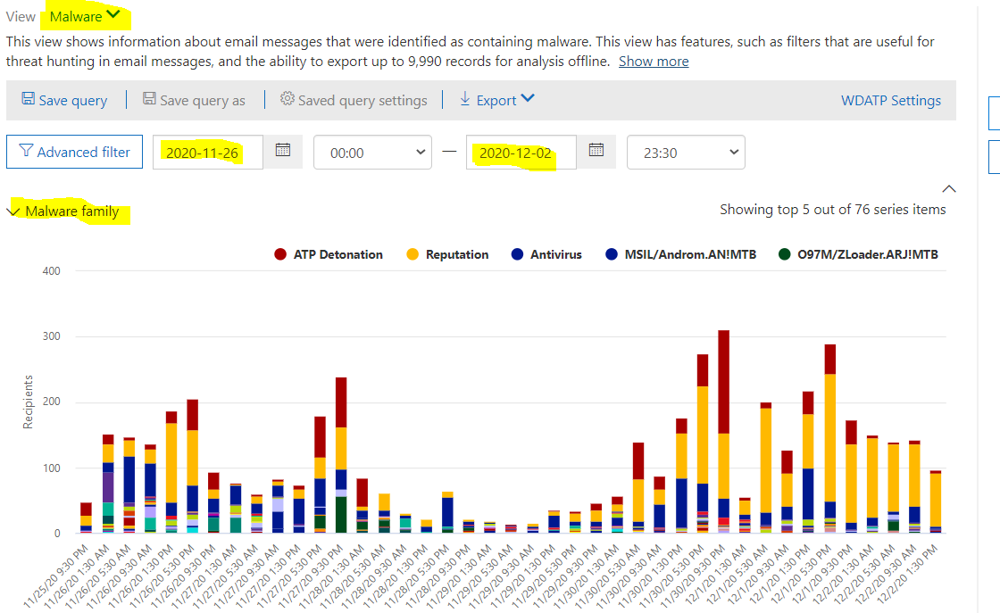 View Malware
This view shows information about email messages that were identified as containing malware. This view has features, such as filters that are useful for
threat hunting in email messages, and the ability to export up to 9,990 records for analysis offline. Show more
Save query Save query as Saved query settings Export WDATP Settings
Advanced filter 2020-11-26 00:00 — 2020-12-02 23:30
Malware family Showing top 5 out of 76 series items
ATP Detonation Reputation Antivirus MSIL/Androm.AN!MTB O97M/ZLoader.ARJ!MTB
400
300
200
100
0
Recipients
11/25/20 9:30 PM
11/26/20 1:30 AM
11/26/20 5:30 AM
11/26/20 9:30 AM
11/26/20 1:30 PM
11/26/20 5:30 PM
11/26/20 9:30 PM
11/27/20 1:30 AM
11/27/20 5:30 AM
11/27/20 9:30 AM
11/27/20 1:30 PM
11/27/20 5:30 PM
11/27/20 9:30 PM
11/28/20 1:30 AM
11/28/20 5:30 AM
11/28/20 9:30 AM
11/28/20 1:30 PM
11/28/20 5:30 PM
11/28/20 9:30 PM
11/29/20 1:30 AM
11/29/20 5:30 AM
11/29/20 9:30 AM
11/29/20 1:30 PM
11/29/20 5:30 PM
11/29/20 9:30 PM
11/30/20 1:30 AM
11/30/20 5:30 AM
11/30/20 9:30 AM
11/30/20 1:30 PM
11/30/20 5:30 PM
11/30/20 9:30 PM
12/1/20 1:30 AM
12/1/20 5:30 AM
12/1/20 9:30 AM
12/1/20 1:30 PM
12/1/20 5:30 PM
12/1/20 9:30 PM
12/2/20 1:30 AM
12/2/20 5:30 AM
12/2/20 9:30 AM
12/2/20 1:30 PM